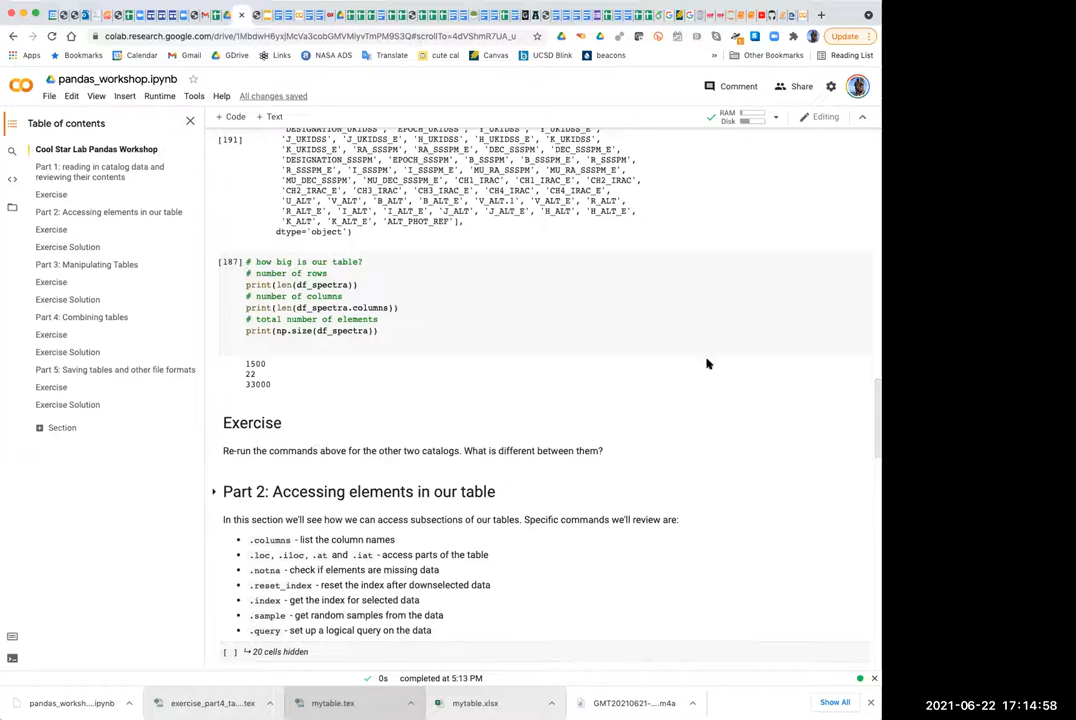 colab.research.google.com/drive/1MbdwH6yxjMcVa3cobGMVMiyvTmPM9S3Q#scrollTo=4dVShmR7UA_u
Update
Apps
Bookmarks
Calendar
Gmail
GDrive
Links
NASA ADS
Translate
cute cal
Canvas
UCSD Blink
beacons
»
Other Bookmarks
Reading List
pandas_workshop.ipynb
File Edit View Insert Runtime Tools Help All changes saved
Comment
Share
Table of contents
+ Code + Text
RAM
Disk
Editing
Cool Star Lab Pandas Workshop
Part 1: reading in catalog data and
reviewing their contents
Exercise
Part 2: Accessing elements in our table
Exercise
Exercise Solution
Part 3: Manipulating Tables
Exercise
Exercise Solution
Part 4: Combining tables
Exercise
Exercise Solution
Part 5: Saving tables and other file formats
Exercise
Exercise Solution
Section
'DESIGNATION_UKIDSS', 'EPOCH_UKIDSS', 'Y_UKIDSS', 'Y_UKIDSS_E',
[191] 'J_UKIDSS', 'J_UKIDSS_E', 'H_UKIDSS', 'H_UKIDSS_E', 'K_UKIDSS',
'K_UKIDSS_E', 'RA_SSSPM', 'RA_SSSPM_E', 'DEC_SSSPM', 'DEC_SSSPM_E',
'DESIGNATION_SSSPM', 'EPOCH_SSSPM', 'B_SSSPM', 'B_SSSPM_E', 'R_SSSPM',
'R_SSSPM_E', 'I_SSSPM', 'I_SSSPM_E', 'MU_RA_SSSPM', 'MU_RA_SSSPM_E',
'MU_DEC_SSSPM', 'MU_DEC_SSSPM_E', 'CH1_IRAC', 'CH1_IRAC_E', 'CH2_IRAC',
'CH2_IRAC_E', 'CH3_IRAC', 'CH3_IRAC_E', 'CH4_IRAC', 'CH4_IRAC_E',
'U_ALT', 'V_ALT', 'B_ALT', 'B_ALT_E', 'V_ALT.1', 'V_ALT_E', 'R_ALT',
'R_ALT_E', 'I_ALT', 'I_ALT_E', 'J_ALT', 'J_ALT_E', 'H_ALT', 'H_ALT_E',
'K_ALT', 'K_ALT_E', 'ALT_PHOT_REF'],
dtype='object')
[187] # how big is our table?
# number of rows
print(len(df_spectra))
# number of columns
print(len(df_spectra.columns))
# total number of elements
print(np.size(df_spectra))
1500
22
33000
Exercise
Re-run the commands above for the other two catalogs. What is different between them?
Part 2: Accessing elements in our table
In this section we'll see how we can access subsections of our tables. Specific commands we'll review are:
• .columns - list the column names
• .loc, .iloc, .at and .iat - access parts of the table
• .notna - check if elements are missing data
• .reset_index - reset the index after downselected data
• .index - get the index for selected data
• .sample - get random samples from the data
• .query - set up a logical query on the data
[ ] ↳ 20 cells hidden
0s completed at 5:13 PM
pandas_worksh....ipynb
exercise_part4_ta....tex
mytable.tex
mytable.xlsx
GMT20210621-....m4a
Show All
2021-06-22 17:14:58